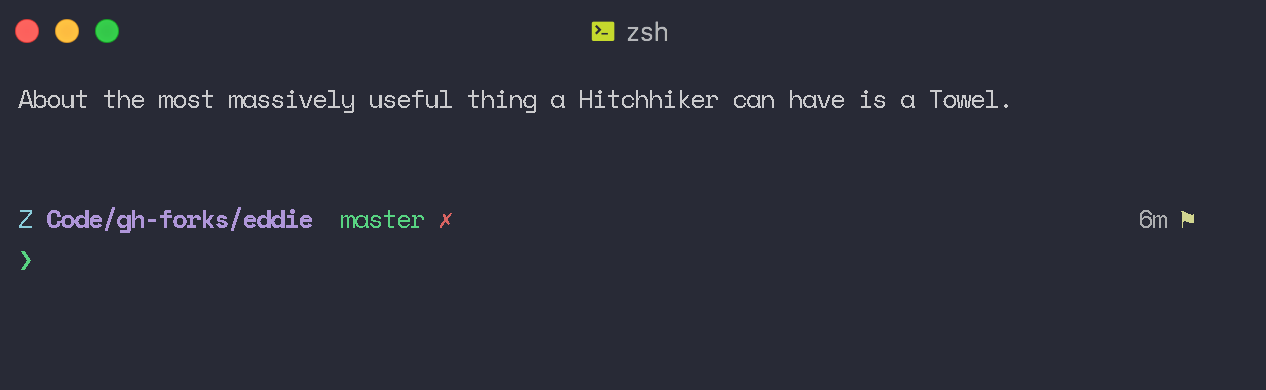 zsh
About the most massively useful thing a Hitchhiker can have is a Towel.
Z Code/gh-forks/eddie master ✗ 6m ⚑
❯